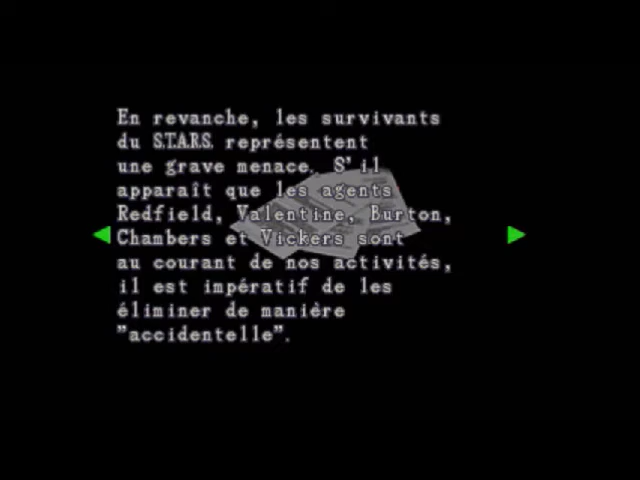 En revanche, les survivants
du S.T.A.R.S. représentent
une grave menace. S'il
apparaît que les agents
Redfield, Valentine, Burton,
Chambers et Vickers sont
au courant de nos activités,
il est impératif de les
éliminer de manière
"accidentelle".